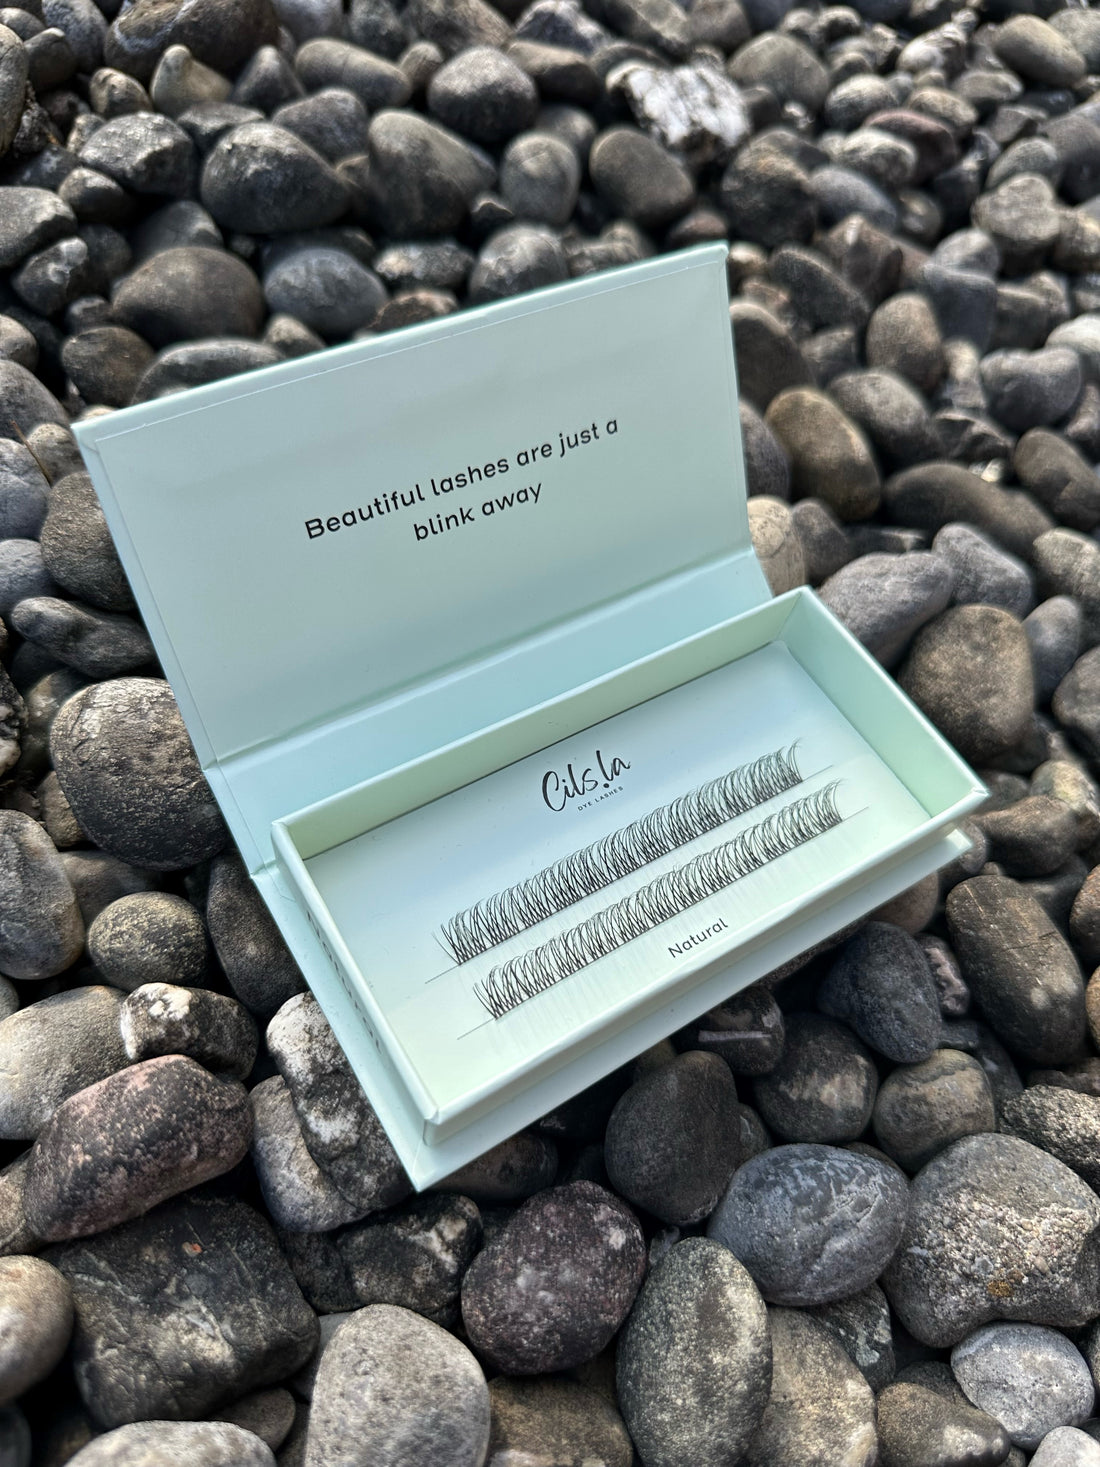 Beautiful lashes are just a
blink away
Cils.la
DYE LASHES
Natural